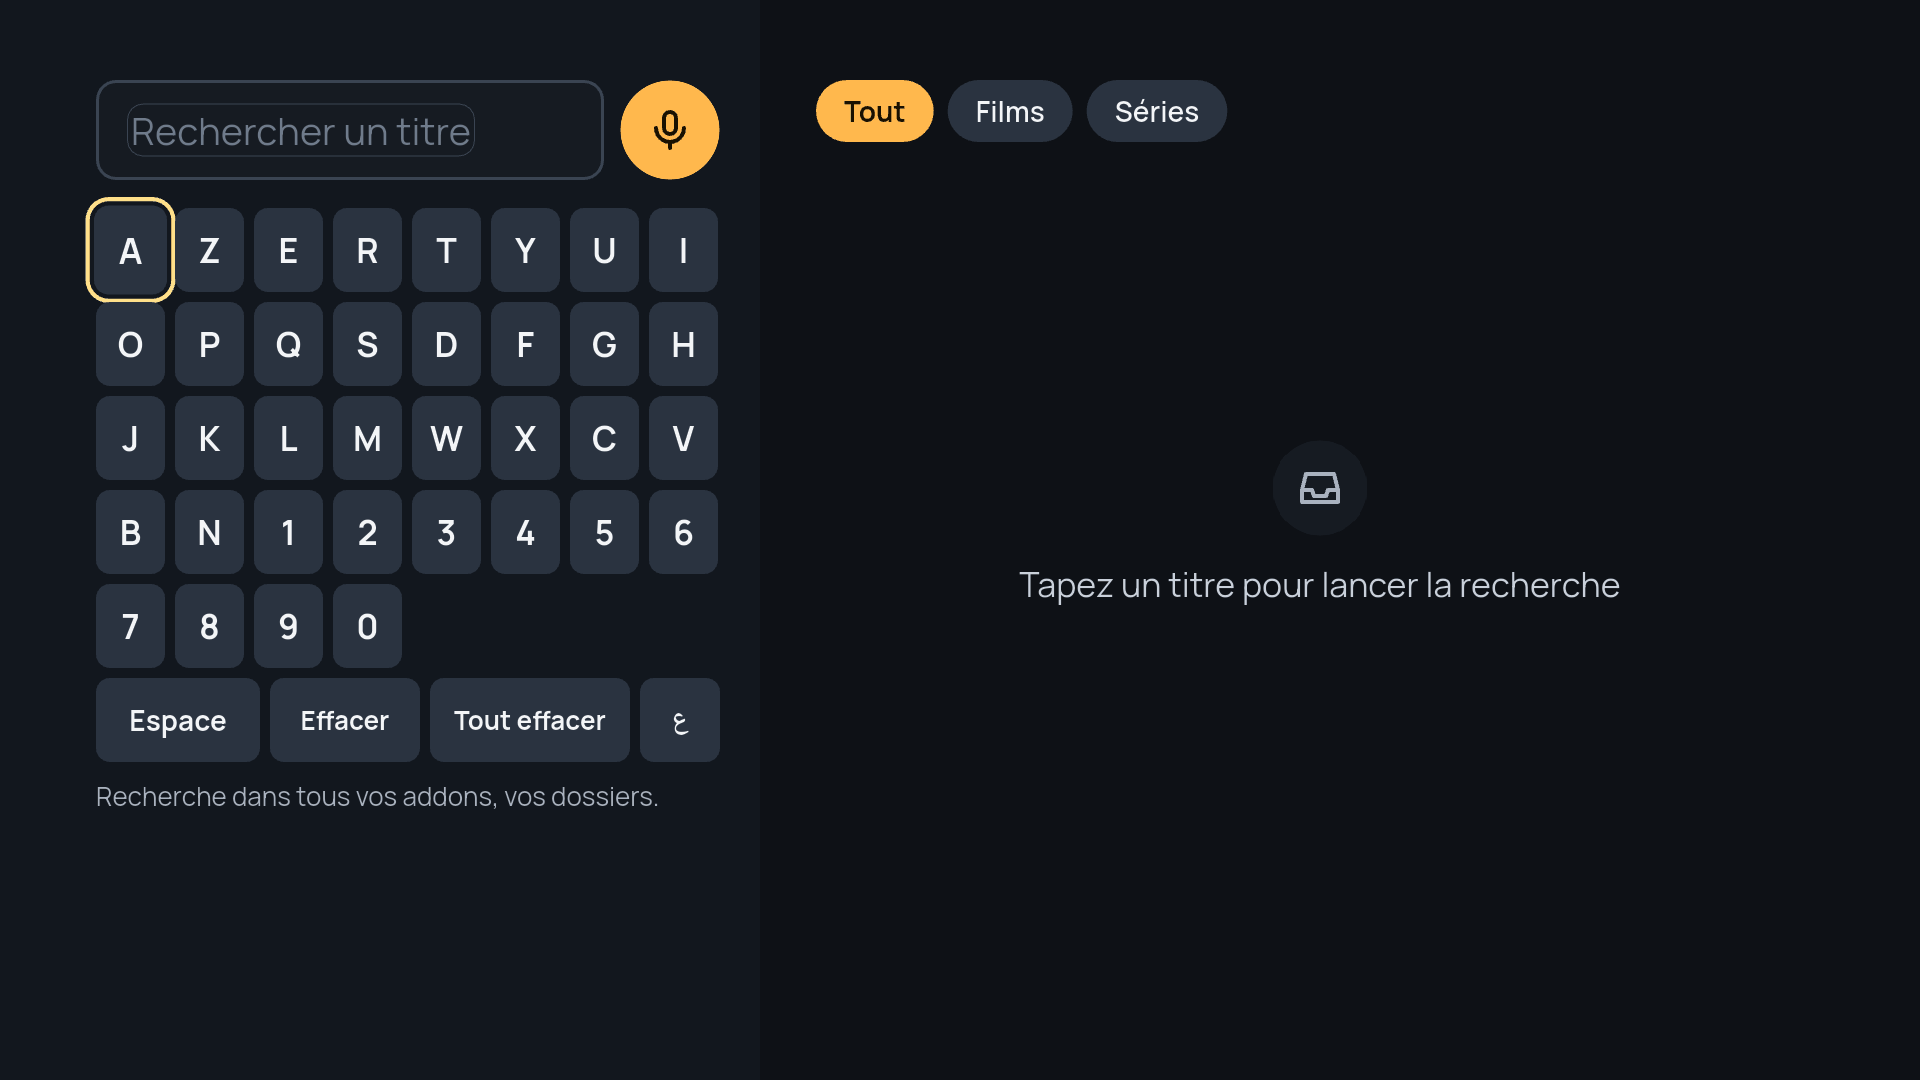 Rechercher un titre
Tout Films Séries
A Z E R T Y U I
O P Q S D F G H
J K L M W X C V
B N 1 2 3 4 5 6
7 8 9 0
Espace Effacer Tout effacer ع
Recherche dans tous vos addons, vos dossiers.
Tapez un titre pour lancer la recherche